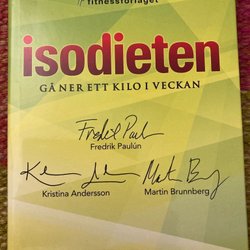 fitnessförlaget
isodieten
GÅ NER ETT KILO I VECKAN
Fredrik Paulún
Kristina Andersson
Martin Brunnberg